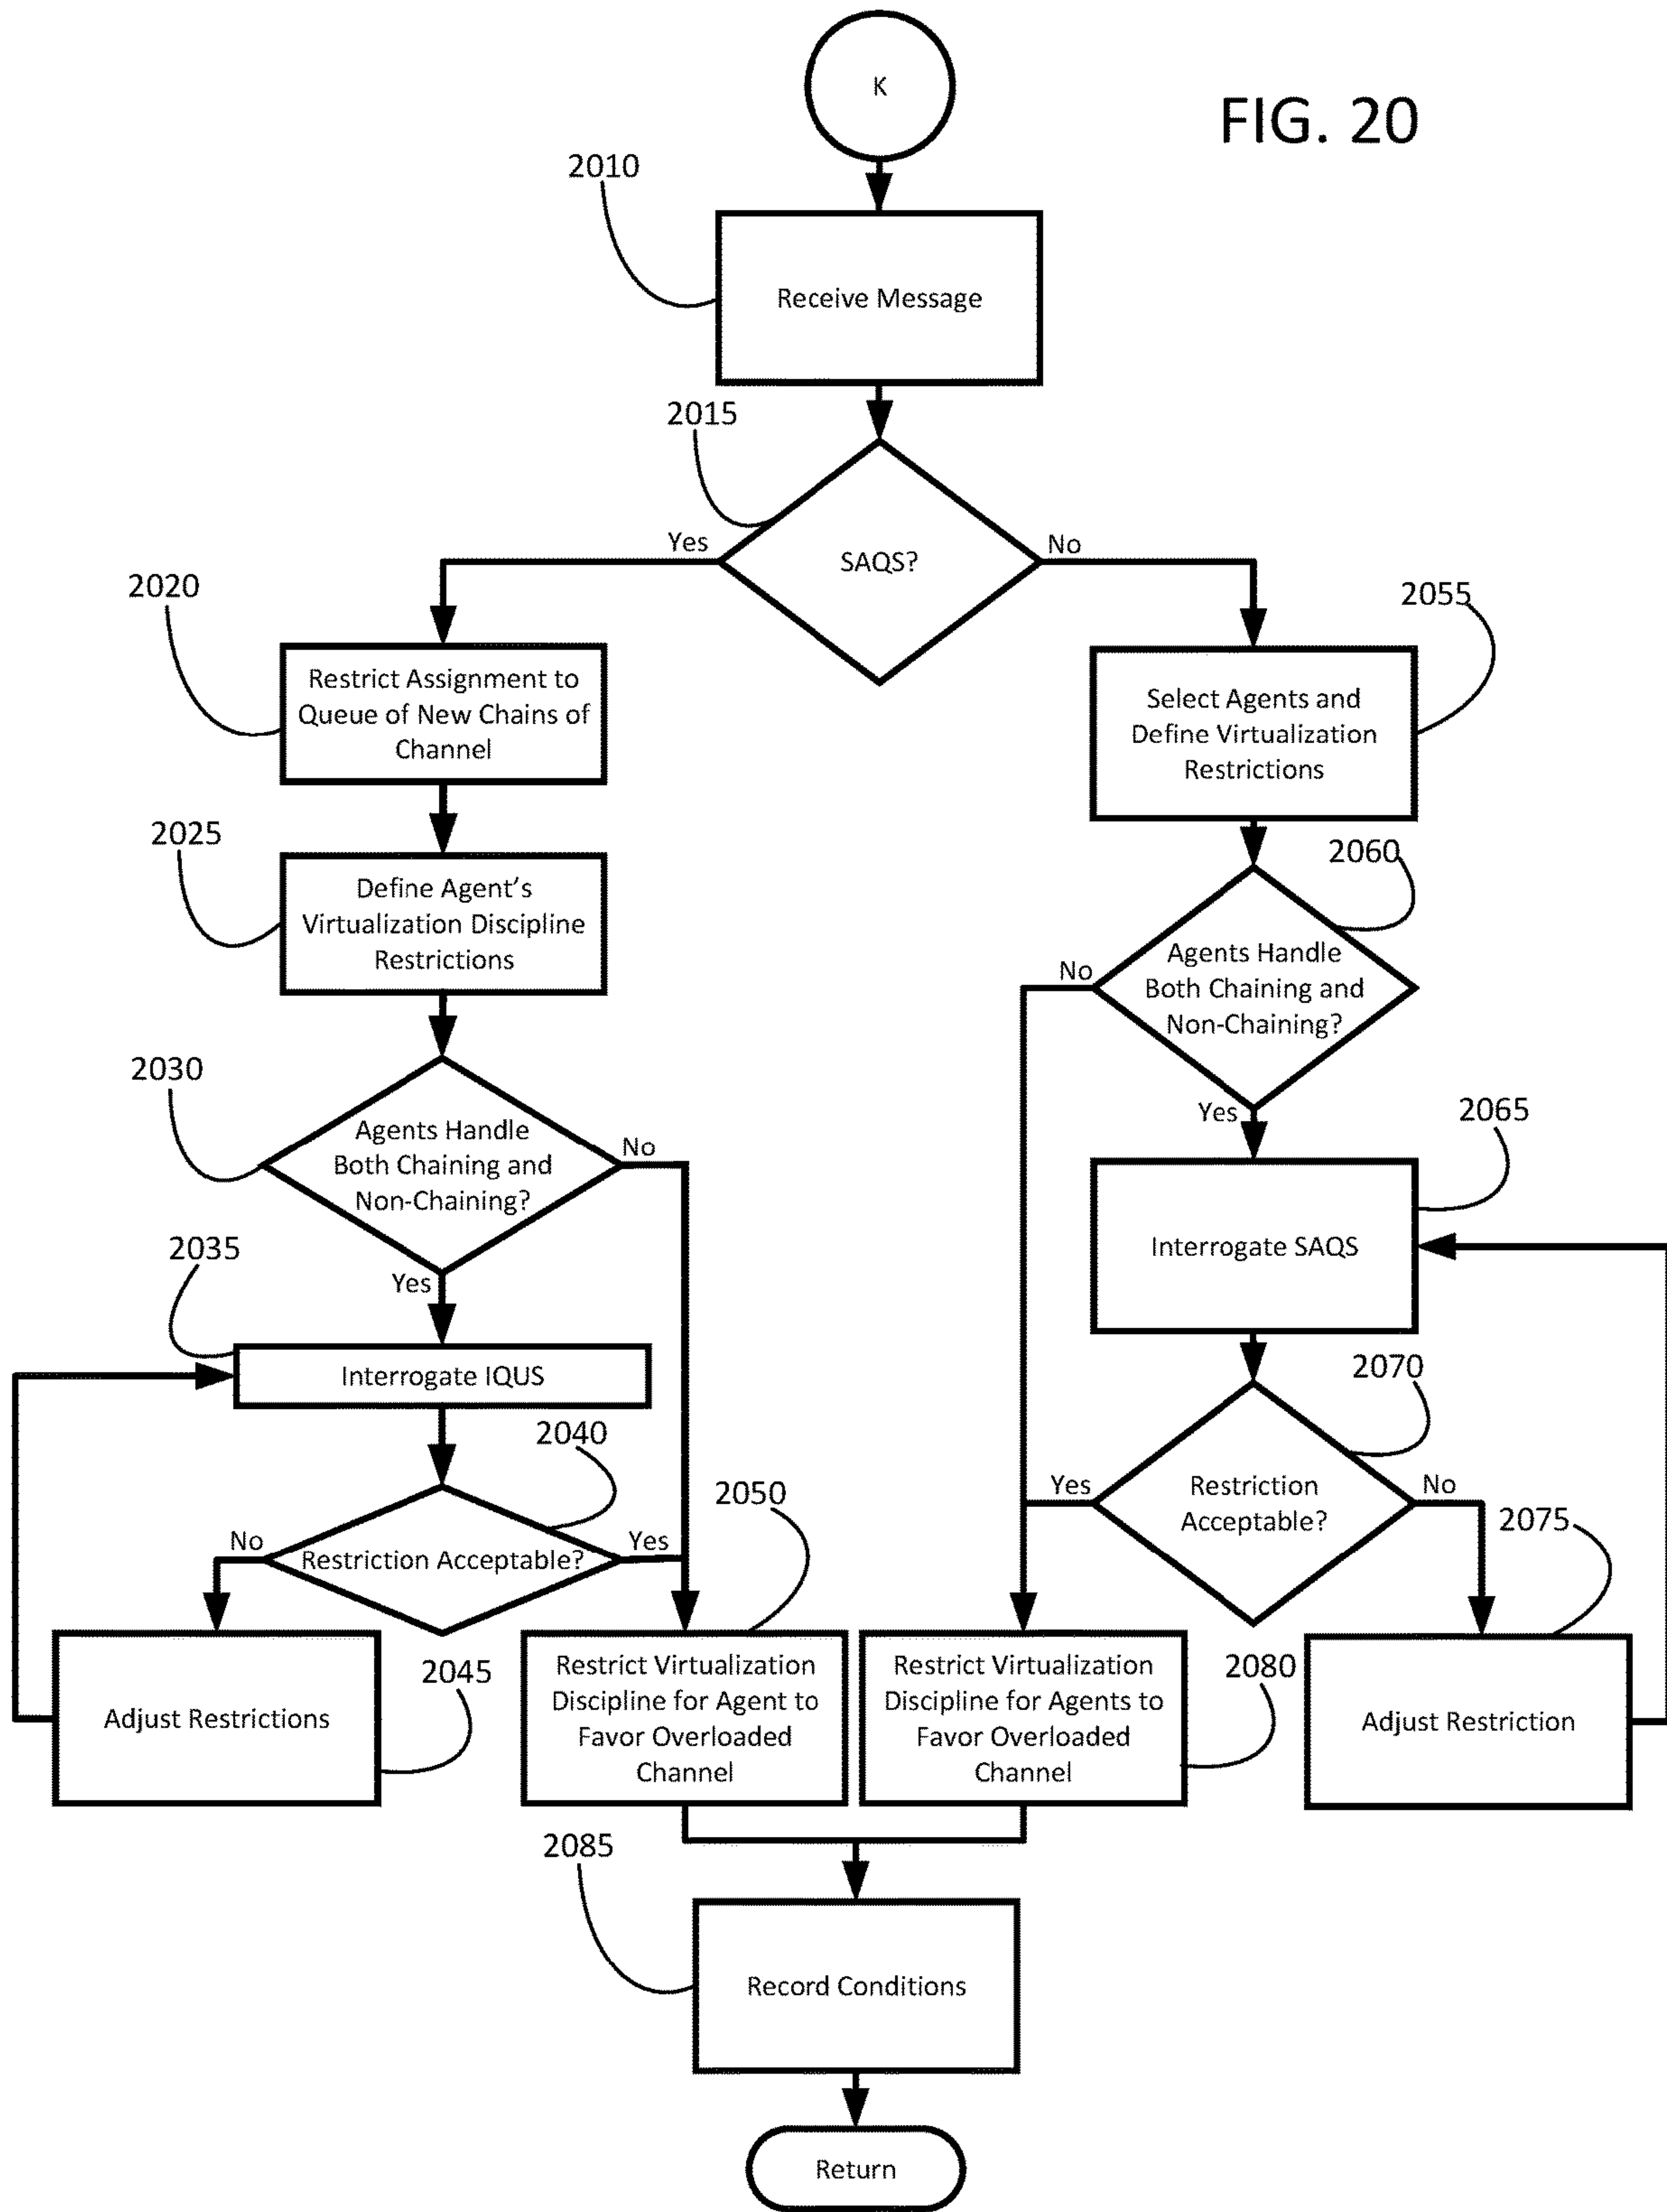 K
FIG. 20
2010
Receive Message
2015
SAQS?
Yes
No
2020
Restrict Assignment to
Queue of New Chains of
Channel
2055
Select Agents and
Define Virtualization
Restrictions
2025
Define Agent's
Virtualization Discipline
Restrictions
2060
Agents Handle
Both Chaining and
Non-Chaining?
No
Yes
2030
Agents Handle
Both Chaining and
Non-Chaining?
No
Yes
2065
Interrogate SAQS
2035
Interrogate IQUS
2070
Restriction
Acceptable?
Yes
No
2040
Restriction Acceptable?
No
Yes
2050
Restrict Virtualization
Discipline for Agent to
Favor Overloaded
Channel
2075
Adjust Restriction
2045
Adjust Restrictions
2080
Restrict Virtualization
Discipline for Agents to
Favor Overloaded
Channel
2085
Record Conditions
Return